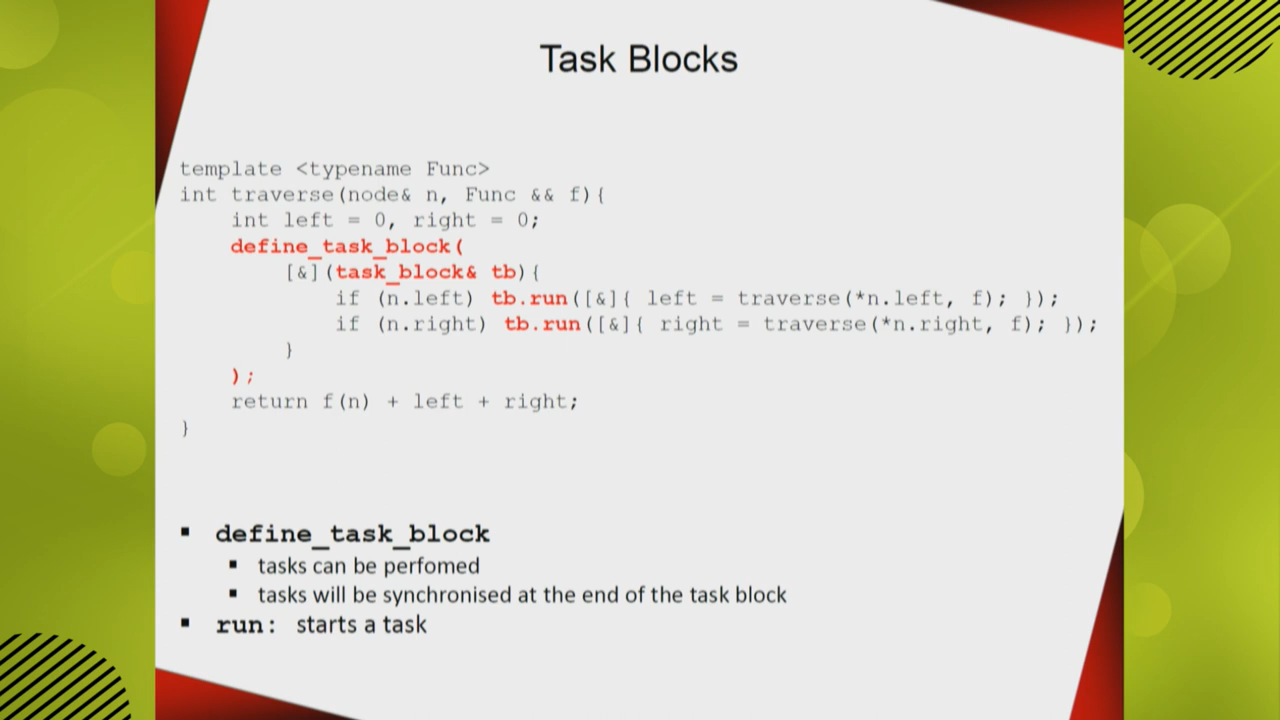 Task Blocks
template <typename Func>
int traverse(node& n, Func && f){
    int left = 0, right = 0;
    define_task_block(
        [&](task_block& tb){
            if (n.left) tb.run([&]{ left = traverse(*n.left, f); });
            if (n.right) tb.run([&]{ right = traverse(*n.right, f); });
        }
    );
    return f(n) + left + right;
}
▪ define_task_block
▪ tasks can be perfomed
▪ tasks will be synchronised at the end of the task block
▪ run: starts a task